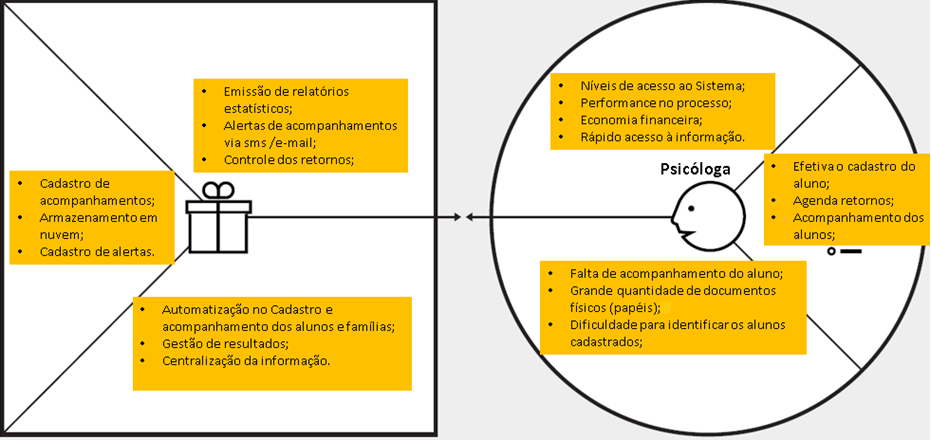 • Emissão de relatórios
estatísticos;
• Alertas de acompanhamentos
via sms /e-mail;
• Controle dos retornos;
• Cadastro de
acompanhamentos;
• Armazenamento em
nuvem;
• Cadastro de alertas.
• Automatização no Cadastro e
acompanhamento dos alunos e famílias;
• Gestão de resultados;
• Centralização da informação.
• Níveis de acesso ao Sistema;
• Performance no processo;
• Economia financeira;
• Rápido acesso à informação.
Psicóloga
• Efetiva o cadastro do
aluno;
• Agenda retornos;
• Acompanhamento dos
alunos;
• Falta de acompanhamento do aluno;
• Grande quantidade de documentos
físicos (papéis);
• Dificuldade para identificar os alunos
cadastrados;